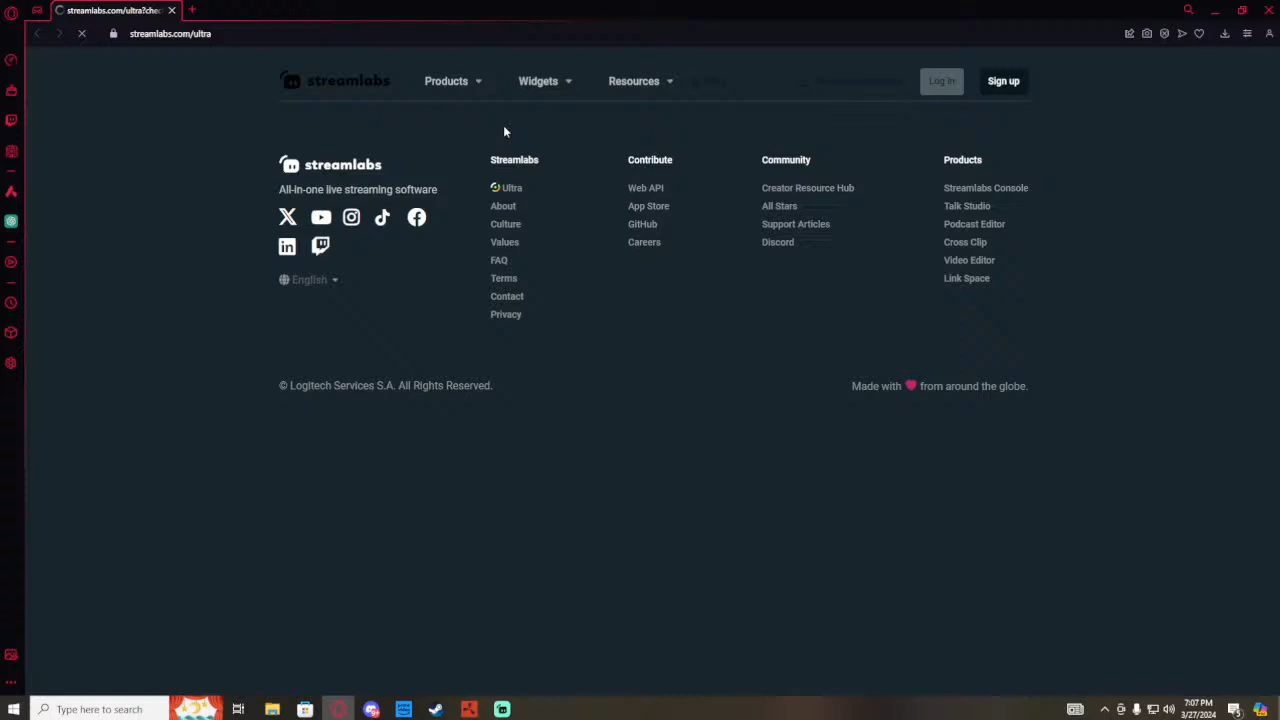 streamlabs.com/ultra?chec
streamlabs.com/ultra
streamlabs
Products
Widgets
Resources
Log in
Sign up
streamlabs
All-in-one live streaming software
English
Streamlabs
Ultra
About
Culture
Values
FAQ
Terms
Contact
Privacy
Contribute
Web API
App Store
GitHub
Careers
Community
Creator Resource Hub
All Stars
Support Articles
Discord
Products
Streamlabs Console
Talk Studio
Podcast Editor
Cross Clip
Video Editor
Link Space
© Logitech Services S.A. All Rights Reserved.
Made with from around the globe.
Type here to search
7:07 PM
3/27/2024